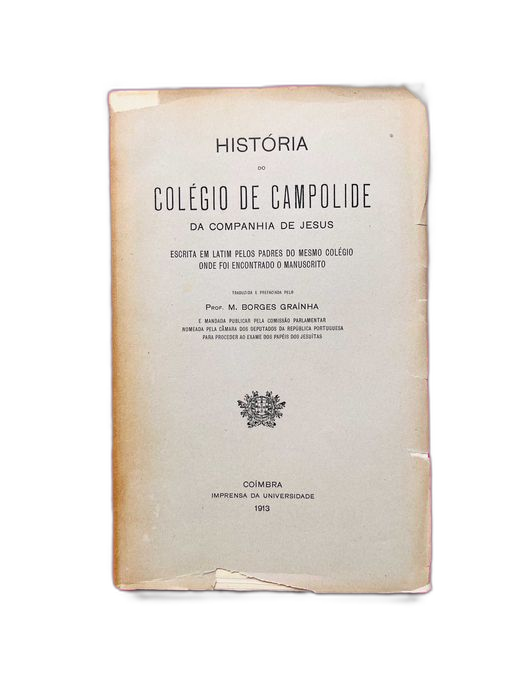 HISTÓRIA
DO
COLÉGIO DE CAMPOLIDE
DA COMPANHIA DE JESUS
ESCRITA EM LATIM PELOS PADRES DO MESMO COLÉGIO
ONDE FOI ENCONTRADO O MANUSCRITO
TRADUZIDA E PREFACIADA PELO
PROF. M. BORGES GRAÍNHA
E MANDADA PUBLICAR PELA COMISSÃO PARLAMENTAR
NOMEADA PELA CÂMARA DOS DEPUTADOS DA REPÚBLICA PORTUGUESA
PARA PROCEDER AO EXAME DOS PAPÉIS DOS JESUÍTAS
COÍMBRA
IMPRENSA DA UNIVERSIDADE
1913